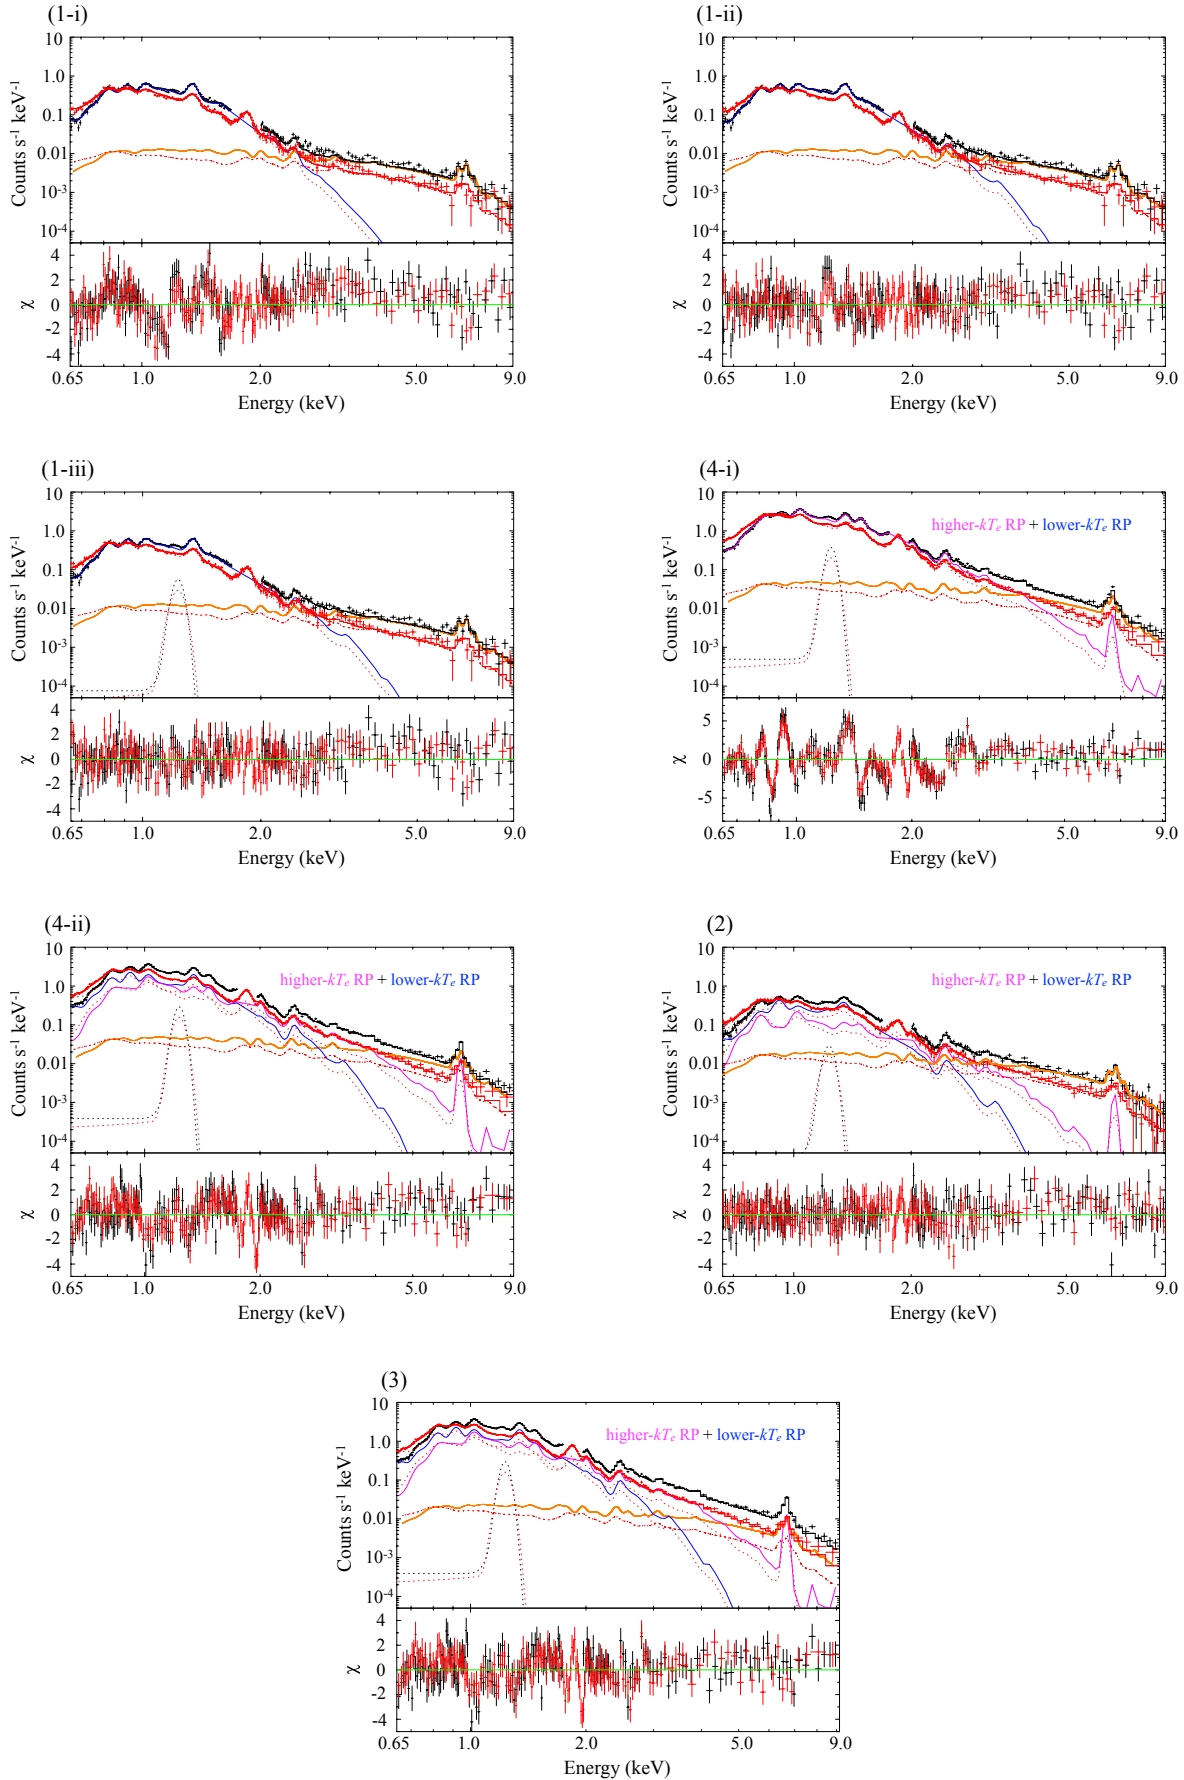 (1-i)
10
1.0
0.1
0.01
10⁻³
10⁻⁴
Counts s⁻¹ keV⁻¹
4
2
0
-2
-4
χ
0.65 1.0 2.0 5.0 9.0
Energy (keV)
(1-ii)
10
1.0
0.1
0.01
10⁻³
10⁻⁴
Counts s⁻¹ keV⁻¹
4
2
0
-2
-4
χ
0.65 1.0 2.0 5.0 9.0
Energy (keV)
(1-iii)
10
1.0
0.1
0.01
10⁻³
10⁻⁴
Counts s⁻¹ keV⁻¹
4
2
0
-2
-4
χ
0.65 1.0 2.0 5.0 9.0
Energy (keV)
(4-i)
higher-kTₑ RP + lower-kTₑ RP
10
1.0
0.1
0.01
10⁻³
10⁻⁴
Counts s⁻¹ keV⁻¹
5
0
-5
χ
0.65 1.0 2.0 5.0 9.0
Energy (keV)
(4-ii)
higher-kTₑ RP + lower-kTₑ RP
10
1.0
0.1
0.01
10⁻³
10⁻⁴
Counts s⁻¹ keV⁻¹
4
2
0
-2
-4
χ
0.65 1.0 2.0 5.0 9.0
Energy (keV)
(2)
higher-kTₑ RP + lower-kTₑ RP
10
1.0
0.1
0.01
10⁻³
10⁻⁴
Counts s⁻¹ keV⁻¹
4
2
0
-2
-4
χ
0.65 1.0 2.0 5.0 9.0
Energy (keV)
(3)
higher-kTₑ RP + lower-kTₑ RP
10
1.0
0.1
0.01
10⁻³
10⁻⁴
Counts s⁻¹ keV⁻¹
4
2
0
-2
-4
χ
0.65 1.0 2.0 5.0 9.0
Energy (keV)